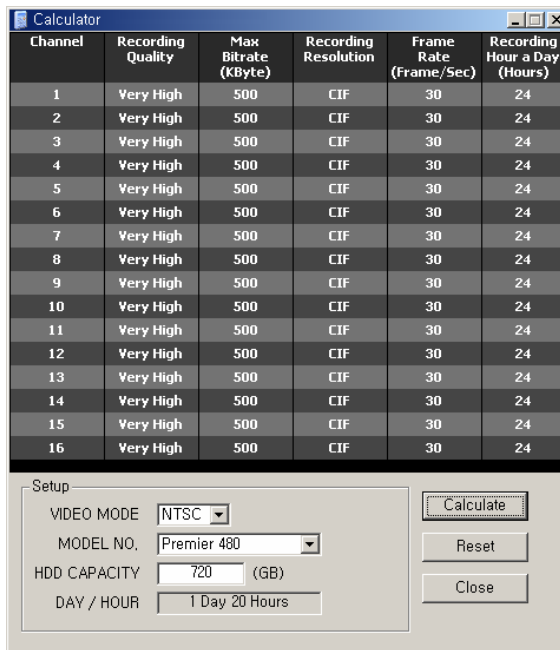 Calculator
Channel Recording Quality Max Bitrate (KByte) Recording Resolution Frame Rate (Frame/Sec) Recording Hour a Day (Hours)
1 Very High 500 CIF 30 24
2 Very High 500 CIF 30 24
3 Very High 500 CIF 30 24
4 Very High 500 CIF 30 24
5 Very High 500 CIF 30 24
6 Very High 500 CIF 30 24
7 Very High 500 CIF 30 24
8 Very High 500 CIF 30 24
9 Very High 500 CIF 30 24
10 Very High 500 CIF 30 24
11 Very High 500 CIF 30 24
12 Very High 500 CIF 30 24
13 Very High 500 CIF 30 24
14 Very High 500 CIF 30 24
15 Very High 500 CIF 30 24
16 Very High 500 CIF 30 24
Setup
VIDEO MODE NTSC
MODEL NO, Premier 480
HDD CAPACITY 720 (GB)
DAY / HOUR 1 Day 20 Hours
Calculate
Reset
Close